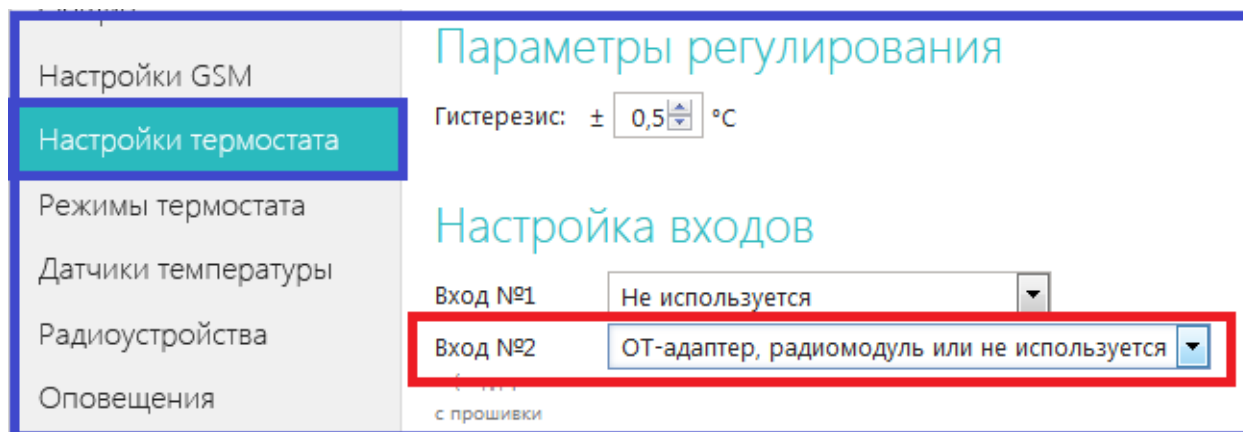 Настройки GSM
Настройки термостата
Режимы термостата
Датчики температуры
Радиоустройства
Оповещения
Параметры регулирования
Гистерезис: ± 0,5 °C
Настройка входов
Вход №1 Не используется
Вход №2 ОТ-адаптер, радиомодуль или не используется
с прошивки